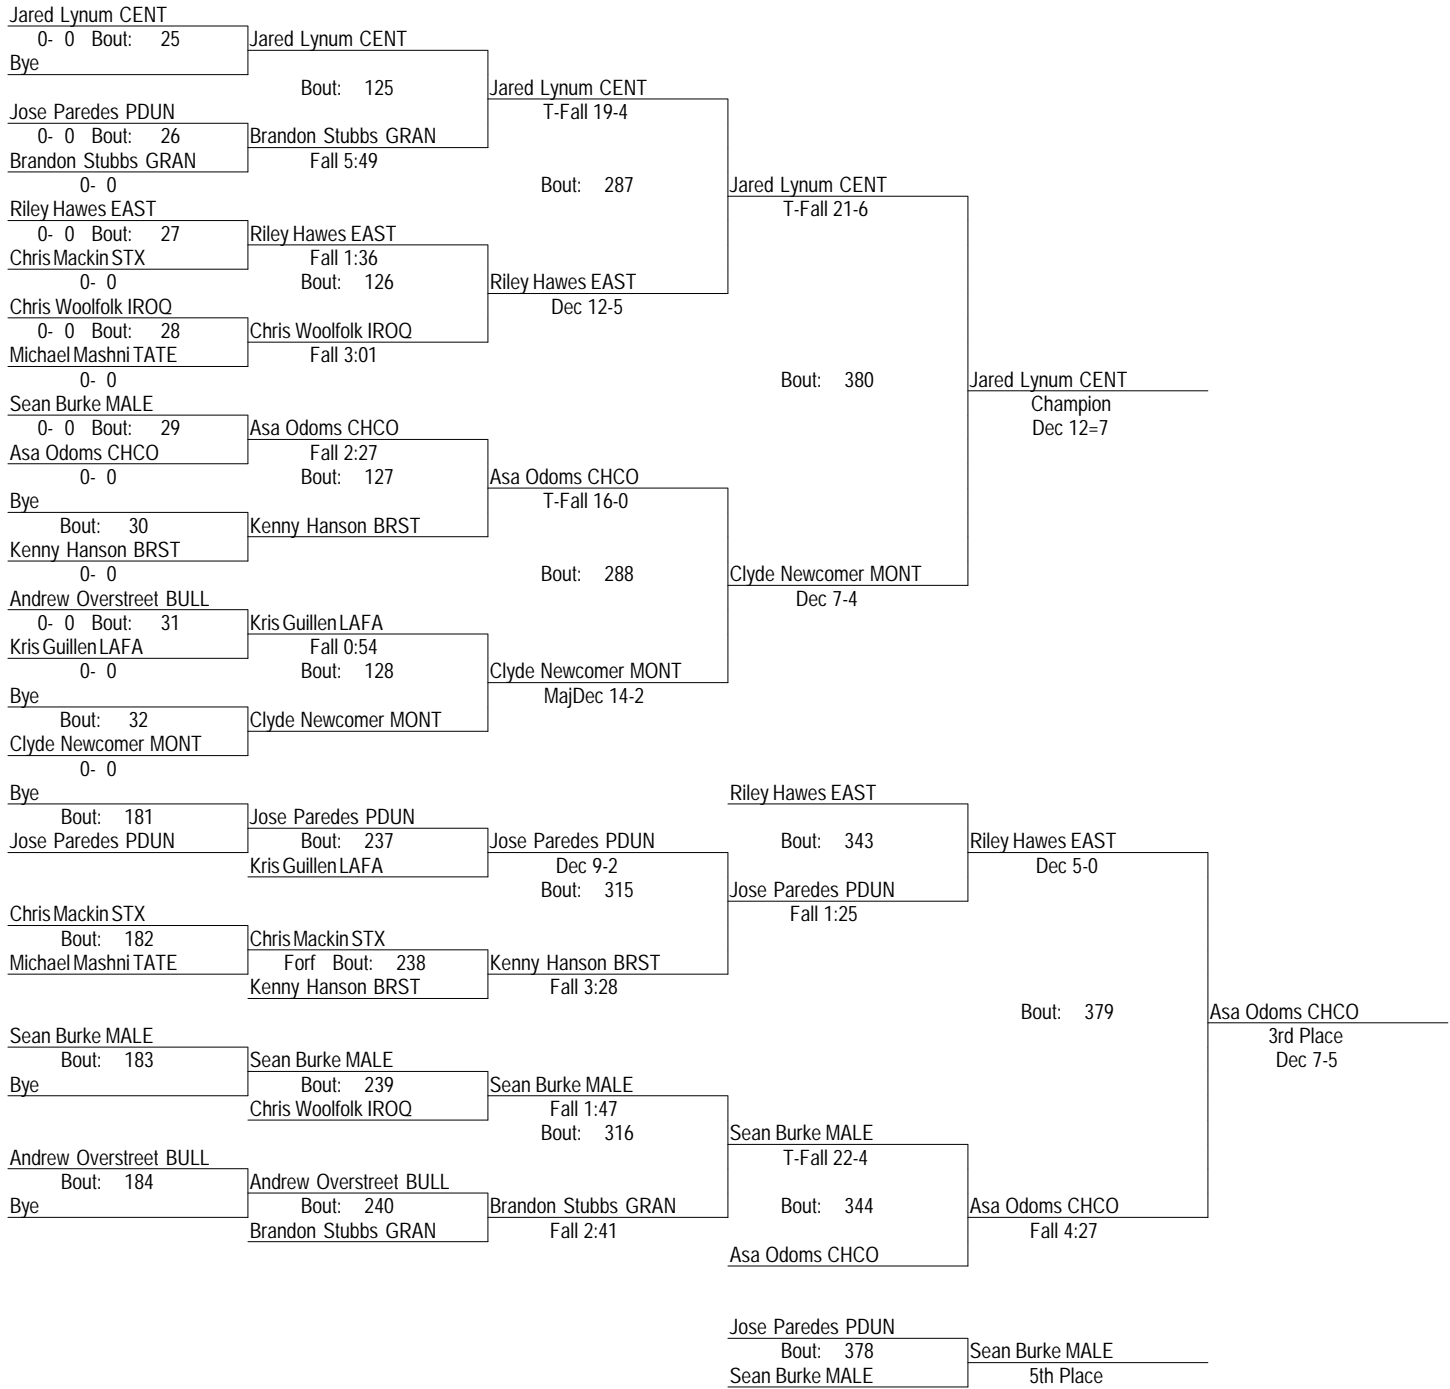 Jared Lynum CENT
0- 0 Bout: 25 Jared Lynum CENT
Bye
Bout: 125 Jared Lynum CENT
Jose Paredes PDUN T-Fall 19-4
0- 0 Bout: 26 Brandon Stubbs GRAN
Brandon Stubbs GRAN Fall 5:49
0- 0 Bout: 287 Jared Lynum CENT
Riley Hawes EAST T-Fall 21-6
0- 0 Bout: 27 Riley Hawes EAST
Chris Mackin STX Fall 1:36
0- 0 Bout: 126 Riley Hawes EAST
Chris Woolfolk IROQ Dec 12-5
0- 0 Bout: 28 Chris Woolfolk IROQ
Michael Mashni TATE Fall 3:01
0- 0 Bout: 380 Jared Lynum CENT
Sean Burke MALE Champion
0- 0 Bout: 29 Asa Odoms CHCO Dec 12=7
Asa Odoms CHCO Fall 2:27
0- 0 Bout: 127 Asa Odoms CHCO
Bye T-Fall 16-0
Bout: 30 Kenny Hanson BRST
Kenny Hanson BRST
0- 0 Bout: 288 Clyde Newcomer MONT
Andrew Overstreet BULL Dec 7-4
0- 0 Bout: 31 Kris Guillen LAFA
Kris Guillen LAFA Fall 0:54
0- 0 Bout: 128 Clyde Newcomer MONT
Bye MajDec 14-2
Bout: 32 Clyde Newcomer MONT
Clyde Newcomer MONT
0- 0
Bye Riley Hawes EAST
Bout: 181 Jose Paredes PDUN
Jose Paredes PDUN Bout: 237 Jose Paredes PDUN Bout: 343 Riley Hawes EAST
Kris Guillen LAFA Dec 9-2 Dec 5-0
Bout: 315 Jose Paredes PDUN
Chris Mackin STX Fall 1:25
Bout: 182 Chris Mackin STX
Michael Mashni TATE Forf Bout: 238 Kenny Hanson BRST
Kenny Hanson BRST Fall 3:28
Bout: 379 Asa Odoms CHCO
Sean Burke MALE 3rd Place
Bout: 183 Sean Burke MALE Dec 7-5
Bye Bout: 239 Sean Burke MALE
Chris Woolfolk IROQ Fall 1:47
Bout: 316 Sean Burke MALE
Andrew Overstreet BULL T-Fall 22-4
Bout: 184 Andrew Overstreet BULL
Bye Bout: 240 Brandon Stubbs GRAN Bout: 344 Asa Odoms CHCO
Brandon Stubbs GRAN Fall 2:41 Fall 4:27
Asa Odoms CHCO
Jose Paredes PDUN
Bout: 378 Sean Burke MALE
Sean Burke MALE 5th Place